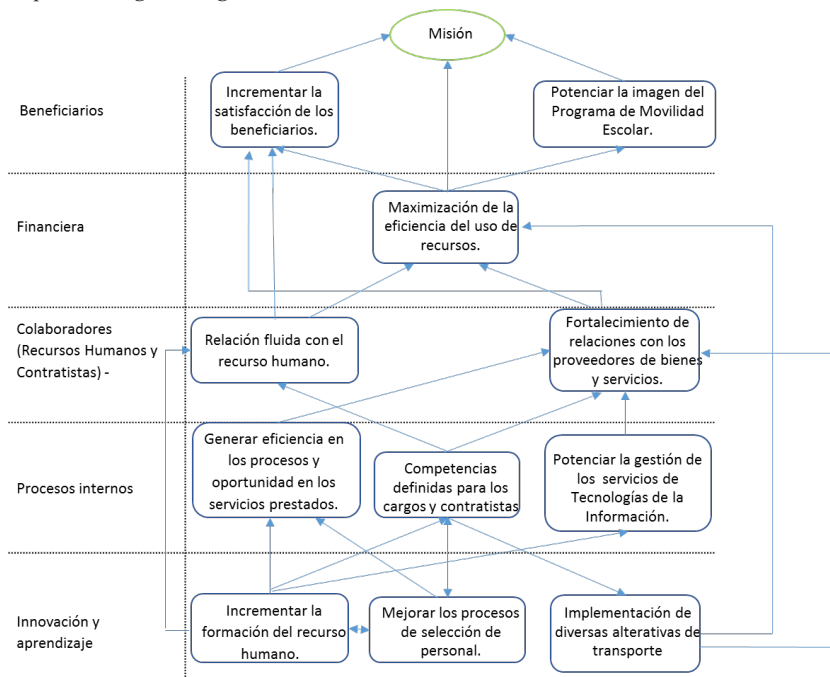 Misión
Beneficiarios
Incrementar la
satisfacción de los
beneficiarios.
Potenciar la imagen del
Programa de Movilidad
Escolar.
Financiera
Maximización de la
eficiencia del uso de
recursos.
Colaboradores
(Recursos Humanos y
Contratistas) -
Relación fluida con el
recurso humano.
Fortalecimiento de
relaciones con los
proveedores de bienes
y servicios.
Procesos internos
Generar eficiencia en
los procesos y
oportunidad en los
servicios prestados.
Competencias
definidas para los
cargos y contratistas
Potenciar la gestión de
los servicios de
Tecnologías de la
Información.
Innovación y
aprendizaje
Incrementar la
formación del recurso
humano.
Mejorar los procesos
de selección de
personal.
Implementación de
diversas alterativas de
transporte